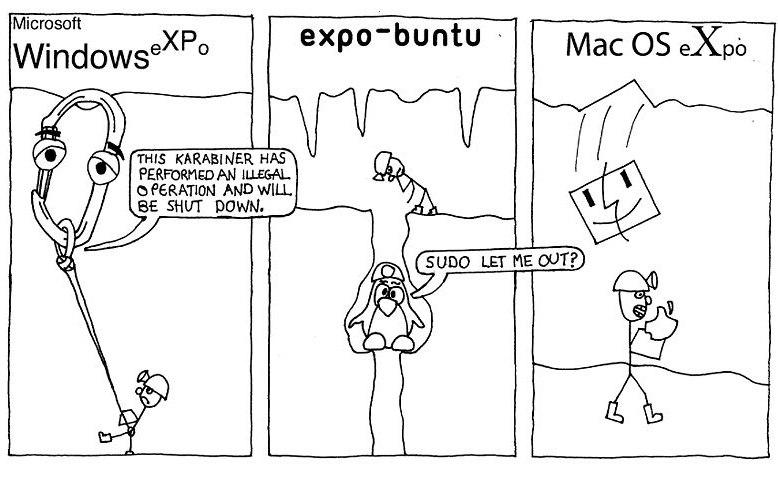 Microsoft
Windows eXPo
THIS KARABINER HAS
PERFORMED AN ILLEGAL
OPERATION AND WILL
BE SHUT DOWN.
expo-buntu
SUDO LET ME OUT?
Mac OS eXpo